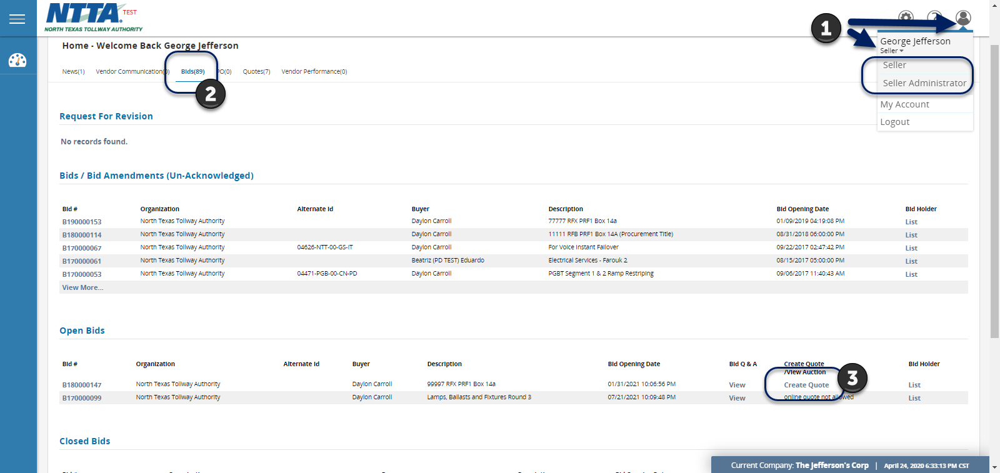 NTTA TEST
NORTH TEXAS TOLLWAY AUTHORITY
1
George Jefferson
Seller
Seller
Seller Administrator
My Account
Logout
Home - Welcome Back George Jefferson
News(1) Vendor Communication(0) Bids(89) PO(0) Quotes(7) Vendor Performance(0)
2
Request For Revision
No records found.
Bids / Bid Amendments (Un-Acknowledged)
Bid # Organization Alternate Id Buyer Description Bid Opening Date Bid Holder
B190000153 North Texas Tollway Authority Daylon Carroll 77777 RFX PRF1 Box 14a 01/09/2019 04:19:08 PM List
B180000114 North Texas Tollway Authority Daylon Carroll 11111 RFB PRF1 Box 14A (Procurement Title) 08/31/2018 06:00:00 PM List
B170000067 North Texas Tollway Authority 04626-NTT-00-GS-IT Daylon Carroll For Voice Instant Failover 09/22/2017 02:47:42 PM List
B170000061 North Texas Tollway Authority Beatriz (PD TEST) Eduardo Electrical Services - Farouk 2 08/15/2017 05:00:00 PM List
B170000053 North Texas Tollway Authority 04471-PGB-00-CN-PD Daylon Carroll PGBT Segment 1 & 2 Ramp Restriping 09/06/2017 11:40:43 AM List
View More...
Open Bids
Bid # Organization Alternate Id Buyer Description Bid Opening Date Bid Q & A Create Quote Bid Holder
/View Auction
3
B180000147 North Texas Tollway Authority Daylon Carroll 99997 RFX PRF1 Box 14a 01/31/2021 10:06:56 PM View Create Quote List
B170000099 North Texas Tollway Authority Daylon Carroll Lamps, Ballasts and Fixtures Round 3 07/21/2021 10:09:48 PM View online quote not allowed List
Closed Bids
Current Company: The Jefferson's Corp | April 24, 2020 6:33:13 PM CST